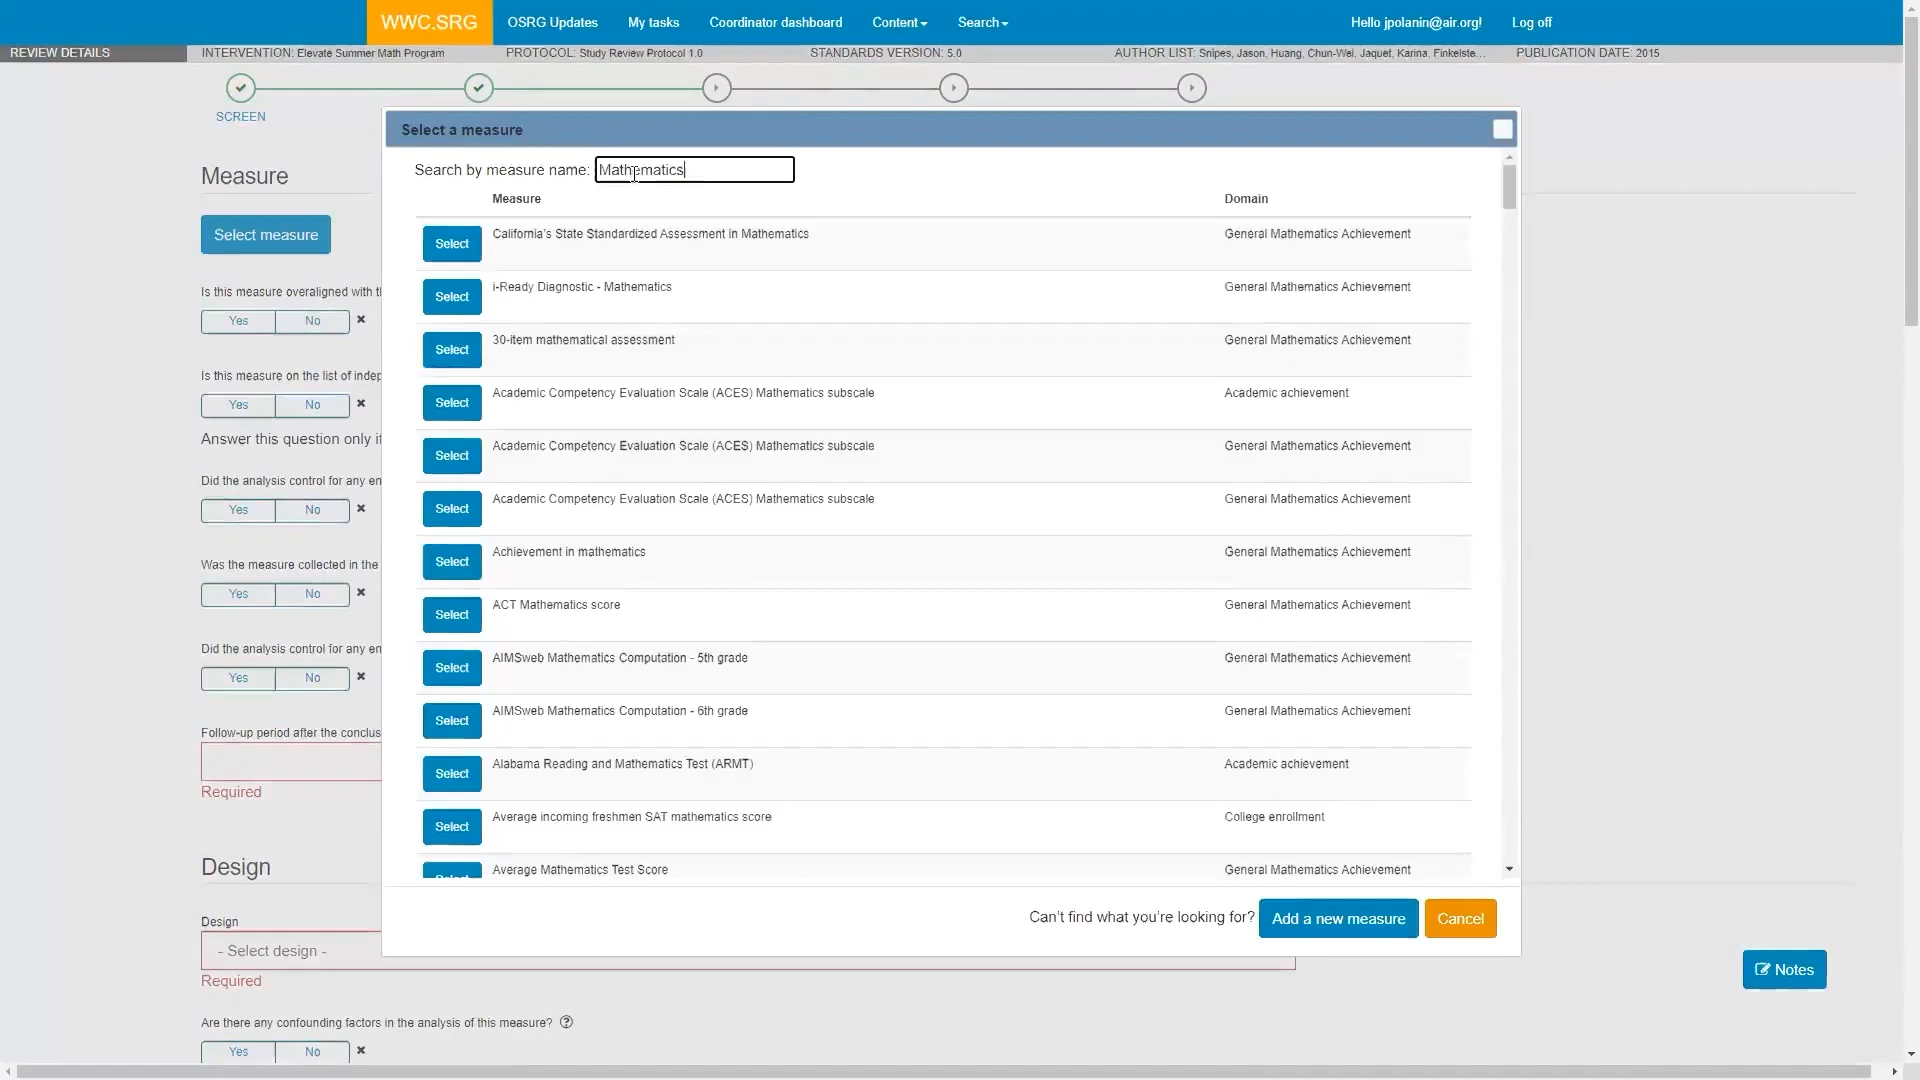 WWC.SRG OSRG Updates My tasks Coordinator dashboard Content Search Hello jpolanin@air.org! Log off
REVIEW DETAILS INTERVENTION: Elevate Summer Math Program PROTOCOL: Study Review Protocol 1.0 STANDARDS VERSION: 5.0 AUTHOR LIST: Snipes, Jason, Huang, Chun-Wei, Jaquet, Karina, Finkelste... PUBLICATION DATE: 2015
SCREEN
Measure
Select measure
Is this measure overaligned with t
Yes No
Is this measure on the list of indep
Yes No
Answer this question only if
Did the analysis control for any en
Yes No
Was the measure collected in the
Yes No
Did the analysis control for any en
Yes No
Follow-up period after the conclus
Required
Design
Design
- Select design -
Required
Are there any confounding factors in the analysis of this measure?
Yes No
Select a measure
Search by measure name: Mathematics
Measure Domain
Select California's State Standardized Assessment in Mathematics General Mathematics Achievement
Select i-Ready Diagnostic - Mathematics General Mathematics Achievement
Select 30-item mathematical assessment General Mathematics Achievement
Select Academic Competency Evaluation Scale (ACES) Mathematics subscale Academic achievement
Select Academic Competency Evaluation Scale (ACES) Mathematics subscale General Mathematics Achievement
Select Academic Competency Evaluation Scale (ACES) Mathematics subscale General Mathematics Achievement
Select Achievement in mathematics General Mathematics Achievement
Select ACT Mathematics score General Mathematics Achievement
Select AIMSweb Mathematics Computation - 5th grade General Mathematics Achievement
Select AIMSweb Mathematics Computation - 6th grade General Mathematics Achievement
Select Alabama Reading and Mathematics Test (ARMT) Academic achievement
Select Average incoming freshmen SAT mathematics score College enrollment
Select Average Mathematics Test Score General Mathematics Achievement
Can't find what you're looking for? Add a new measure Cancel
Notes